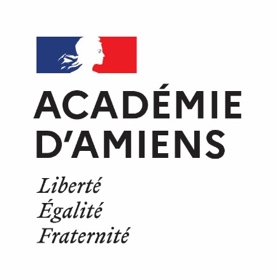 ACADÉMIE
D'AMIENS
Liberté
Égalité
Fraternité